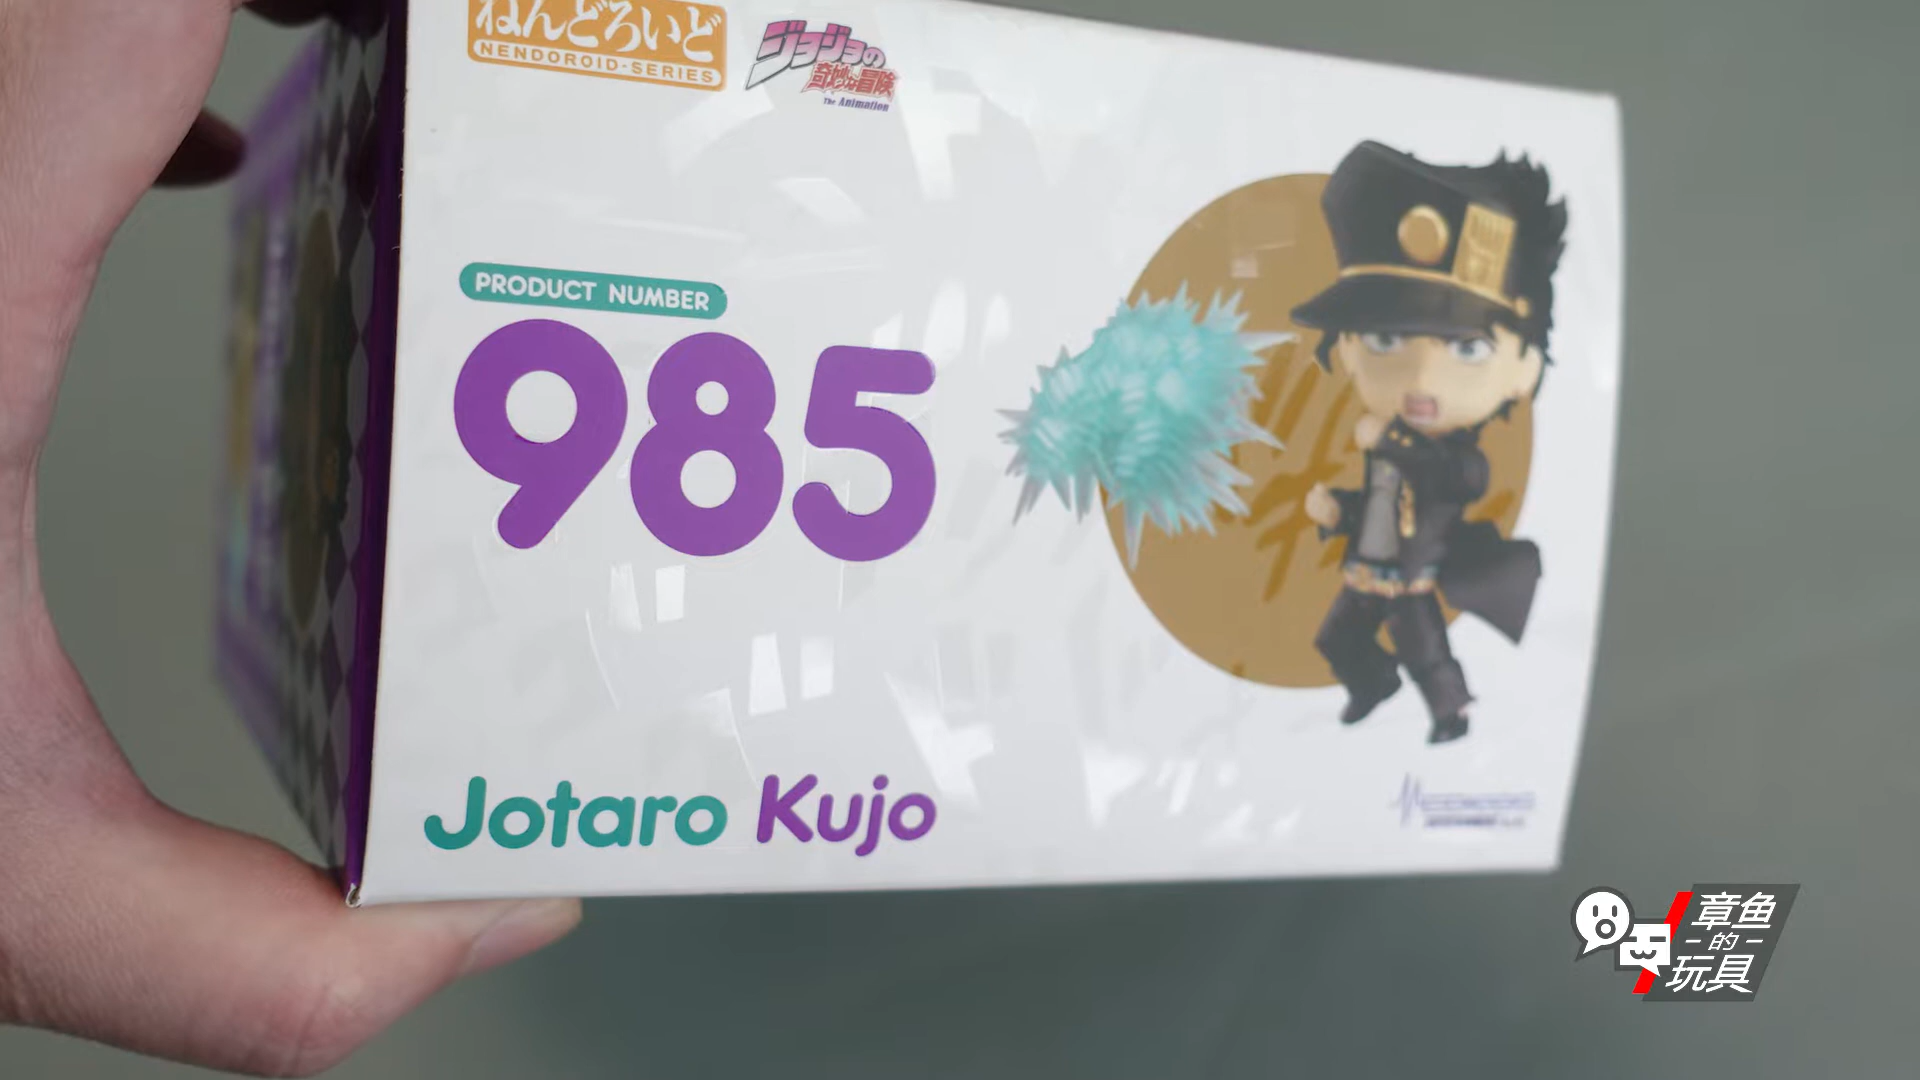 ねんどろいど
NENDOROID-SERIES
ジョジョの
奇妙な冒険
The Animation
PRODUCT NUMBER
985
Jotaro Kujo
章鱼
的
玩具